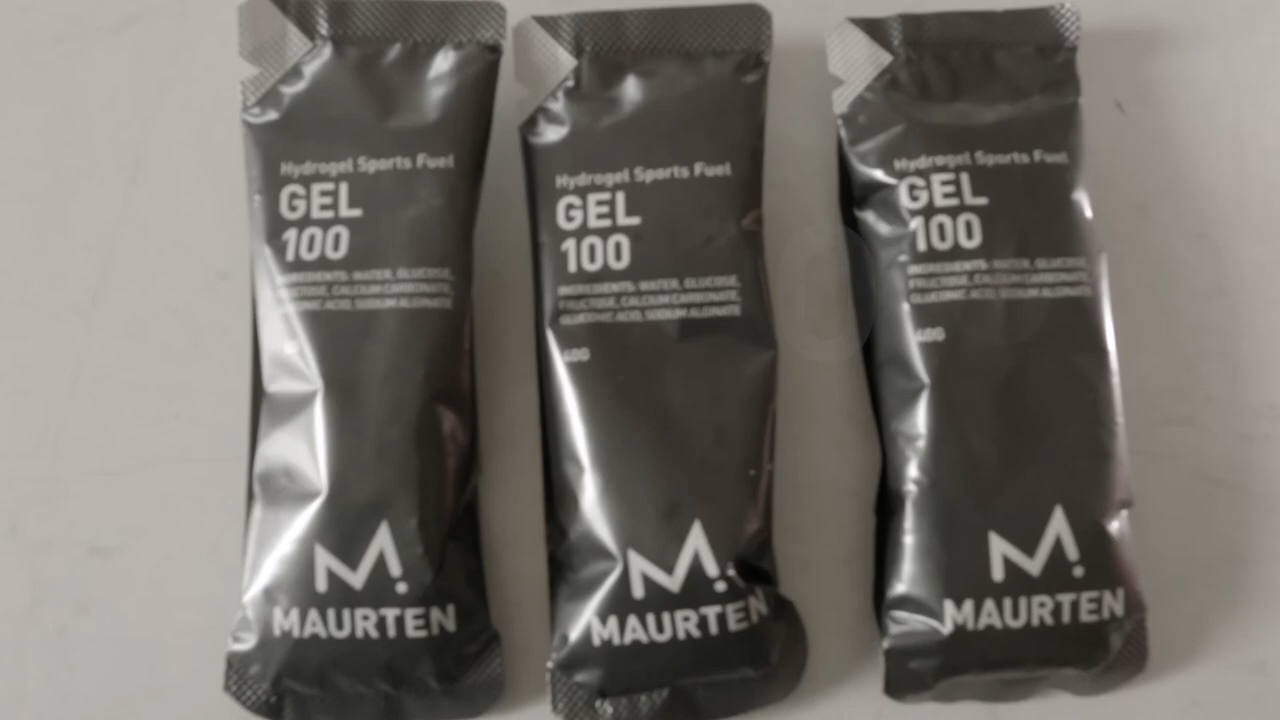 Hydrogel Sports Fuel
GEL
100
INGREDIENTS: WATER, GLUCOSE,
FRUCTOSE, CALCIUM CARBONATE,
GLUCONIC ACID, SODIUM ALGINATE
M.
MAURTEN
Hydrogel Sports Fuel
GEL
100
INGREDIENTS: WATER, GLUCOSE,
FRUCTOSE, CALCIUM CARBONATE,
GLUCONIC ACID, SODIUM ALGINATE
40G
M.
MAURTEN
Hydrogel Sports Fuel
GEL
100
INGREDIENTS: WATER, GLUCOSE,
FRUCTOSE, CALCIUM CARBONATE,
GLUCONIC ACID, SODIUM ALGINATE
40G
M.
MAURTEN